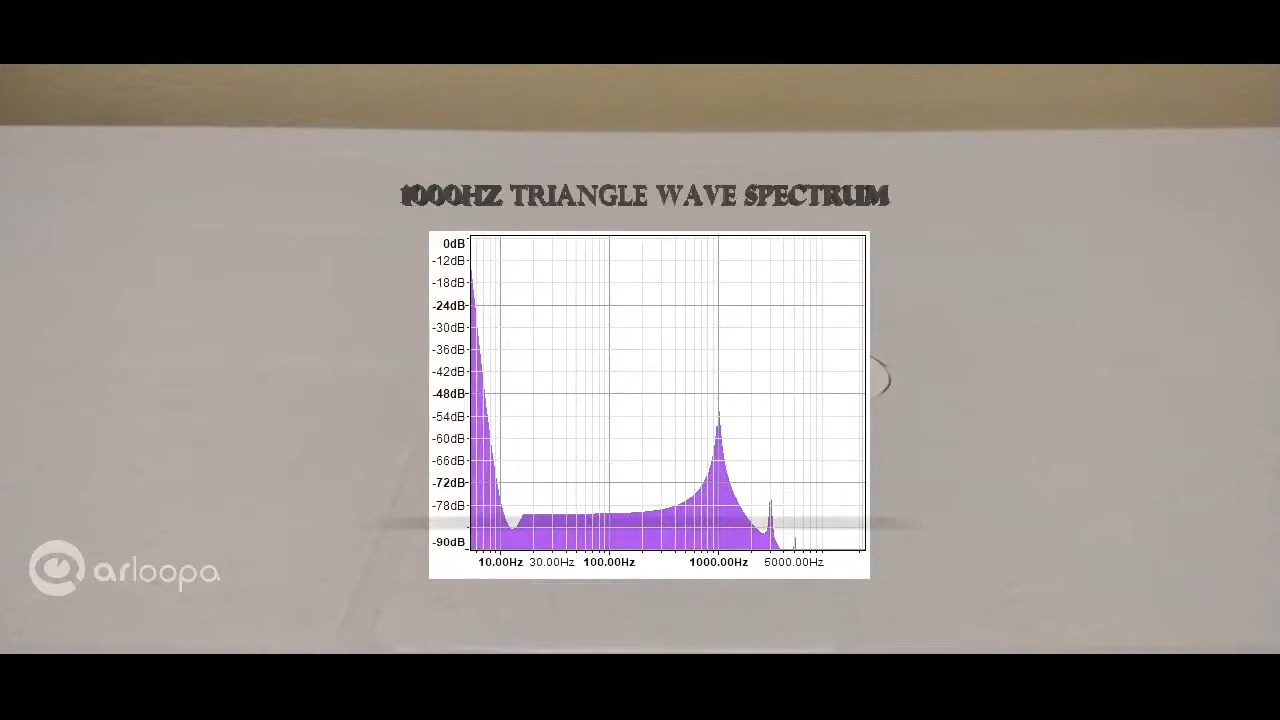 1000HZ TRIANGLE WAVE SPECTRUM
0dB
-12dB
-18dB
-24dB
-30dB
-36dB
-42dB
-48dB
-54dB
-60dB
-66dB
-72dB
-78dB
-90dB
10.00Hz 30.00Hz 100.00Hz 1000.00Hz 5000.00Hz
arloopa